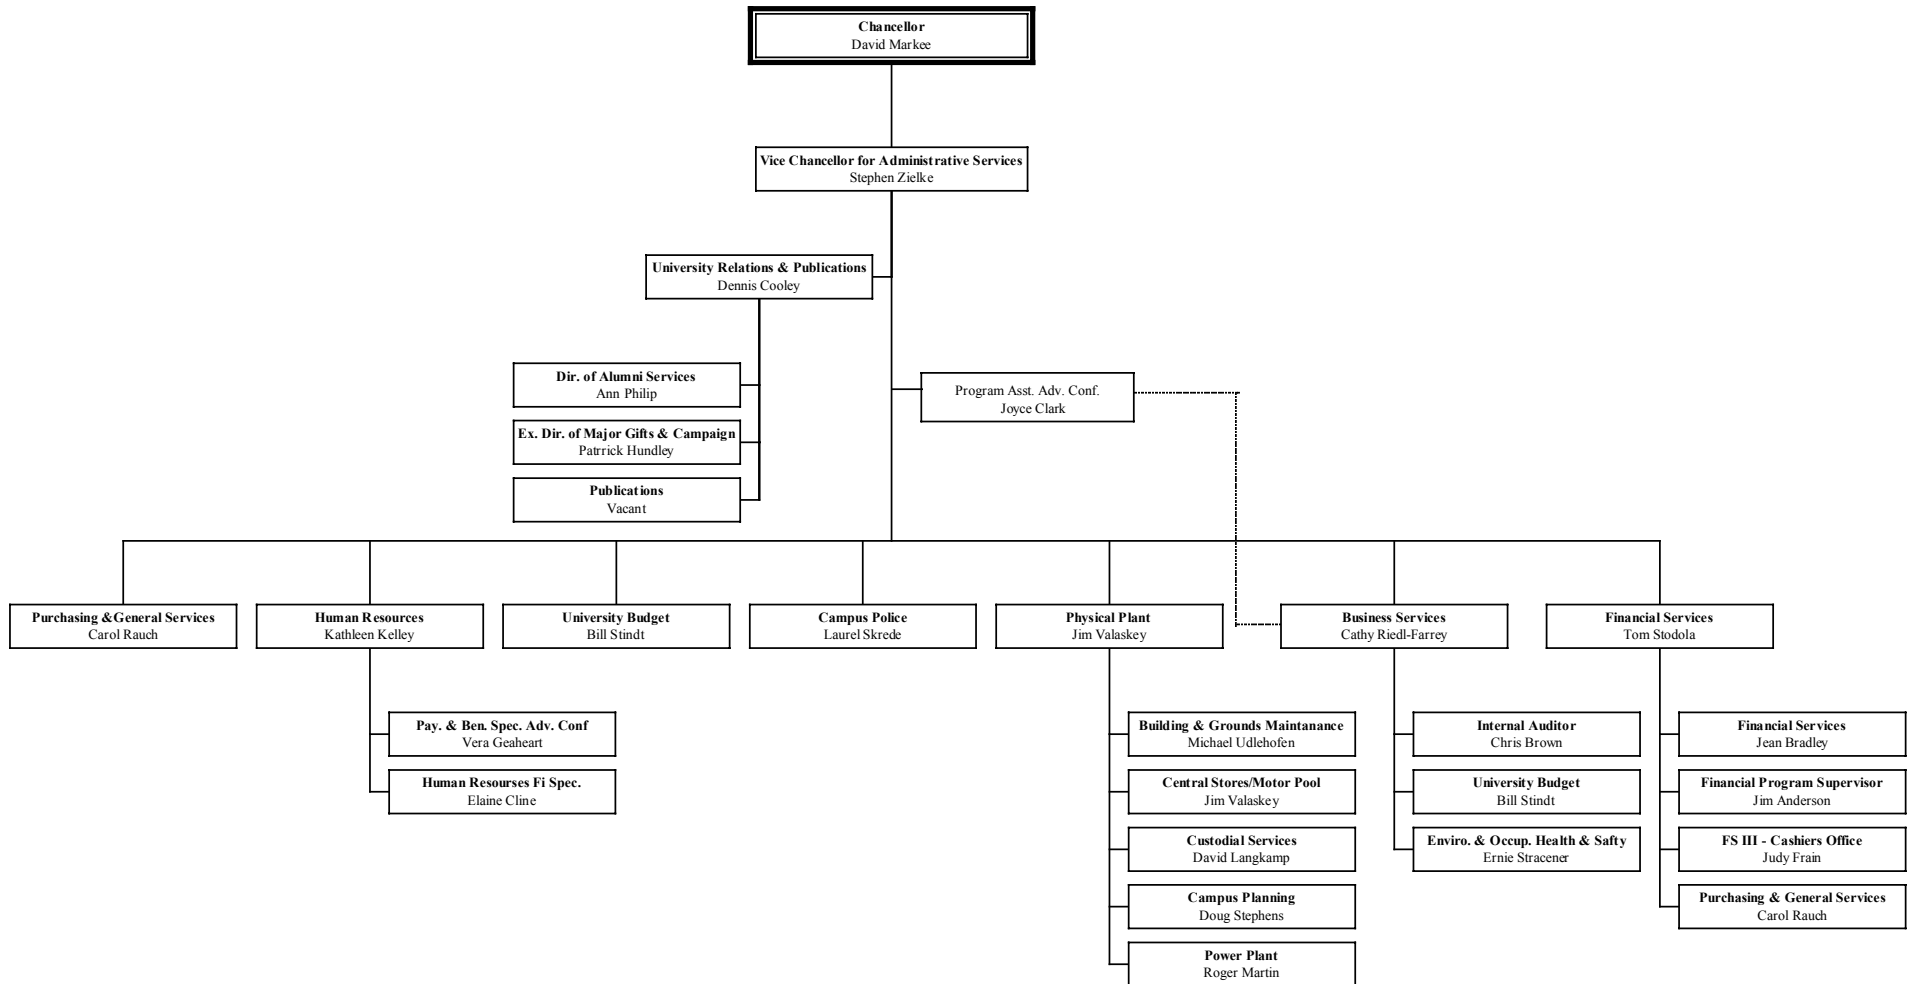 Chancellor
David Markee
Vice Chancellor for Administrative Services
Stephen Zielke
University Relations & Publications
Dennis Cooley
Dir. of Alumni Services
Ann Philip
Program Asst. Adv. Conf.
Joyce Clark
Ex. Dir. of Major Gifts & Campaign
Patrrick Hundley
Publications
Vacant
Purchasing &General Services
Carol Rauch
Human Resources
Kathleen Kelley
University Budget
Bill Stindt
Campus Police
Laurel Skrede
Physical Plant
Jim Valaskey
Business Services
Cathy Riedl-Farrey
Financial Services
Tom Stodola
Pay. & Ben. Spec. Adv. Conf
Vera Geaheart
Human Resourses Fi Spec.
Elaine Cline
Building & Grounds Maintanance
Michael Udlehofen
Central Stores/Motor Pool
Jim Valaskey
Custodial Services
David Langkamp
Campus Planning
Doug Stephens
Power Plant
Roger Martin
Internal Auditor
Chris Brown
University Budget
Bill Stindt
Enviro. & Occup. Health & Safty
Ernie Stracener
Financial Services
Jean Bradley
Financial Program Supervisor
Jim Anderson
FS III - Cashiers Office
Judy Frain
Purchasing & General Services
Carol Rauch